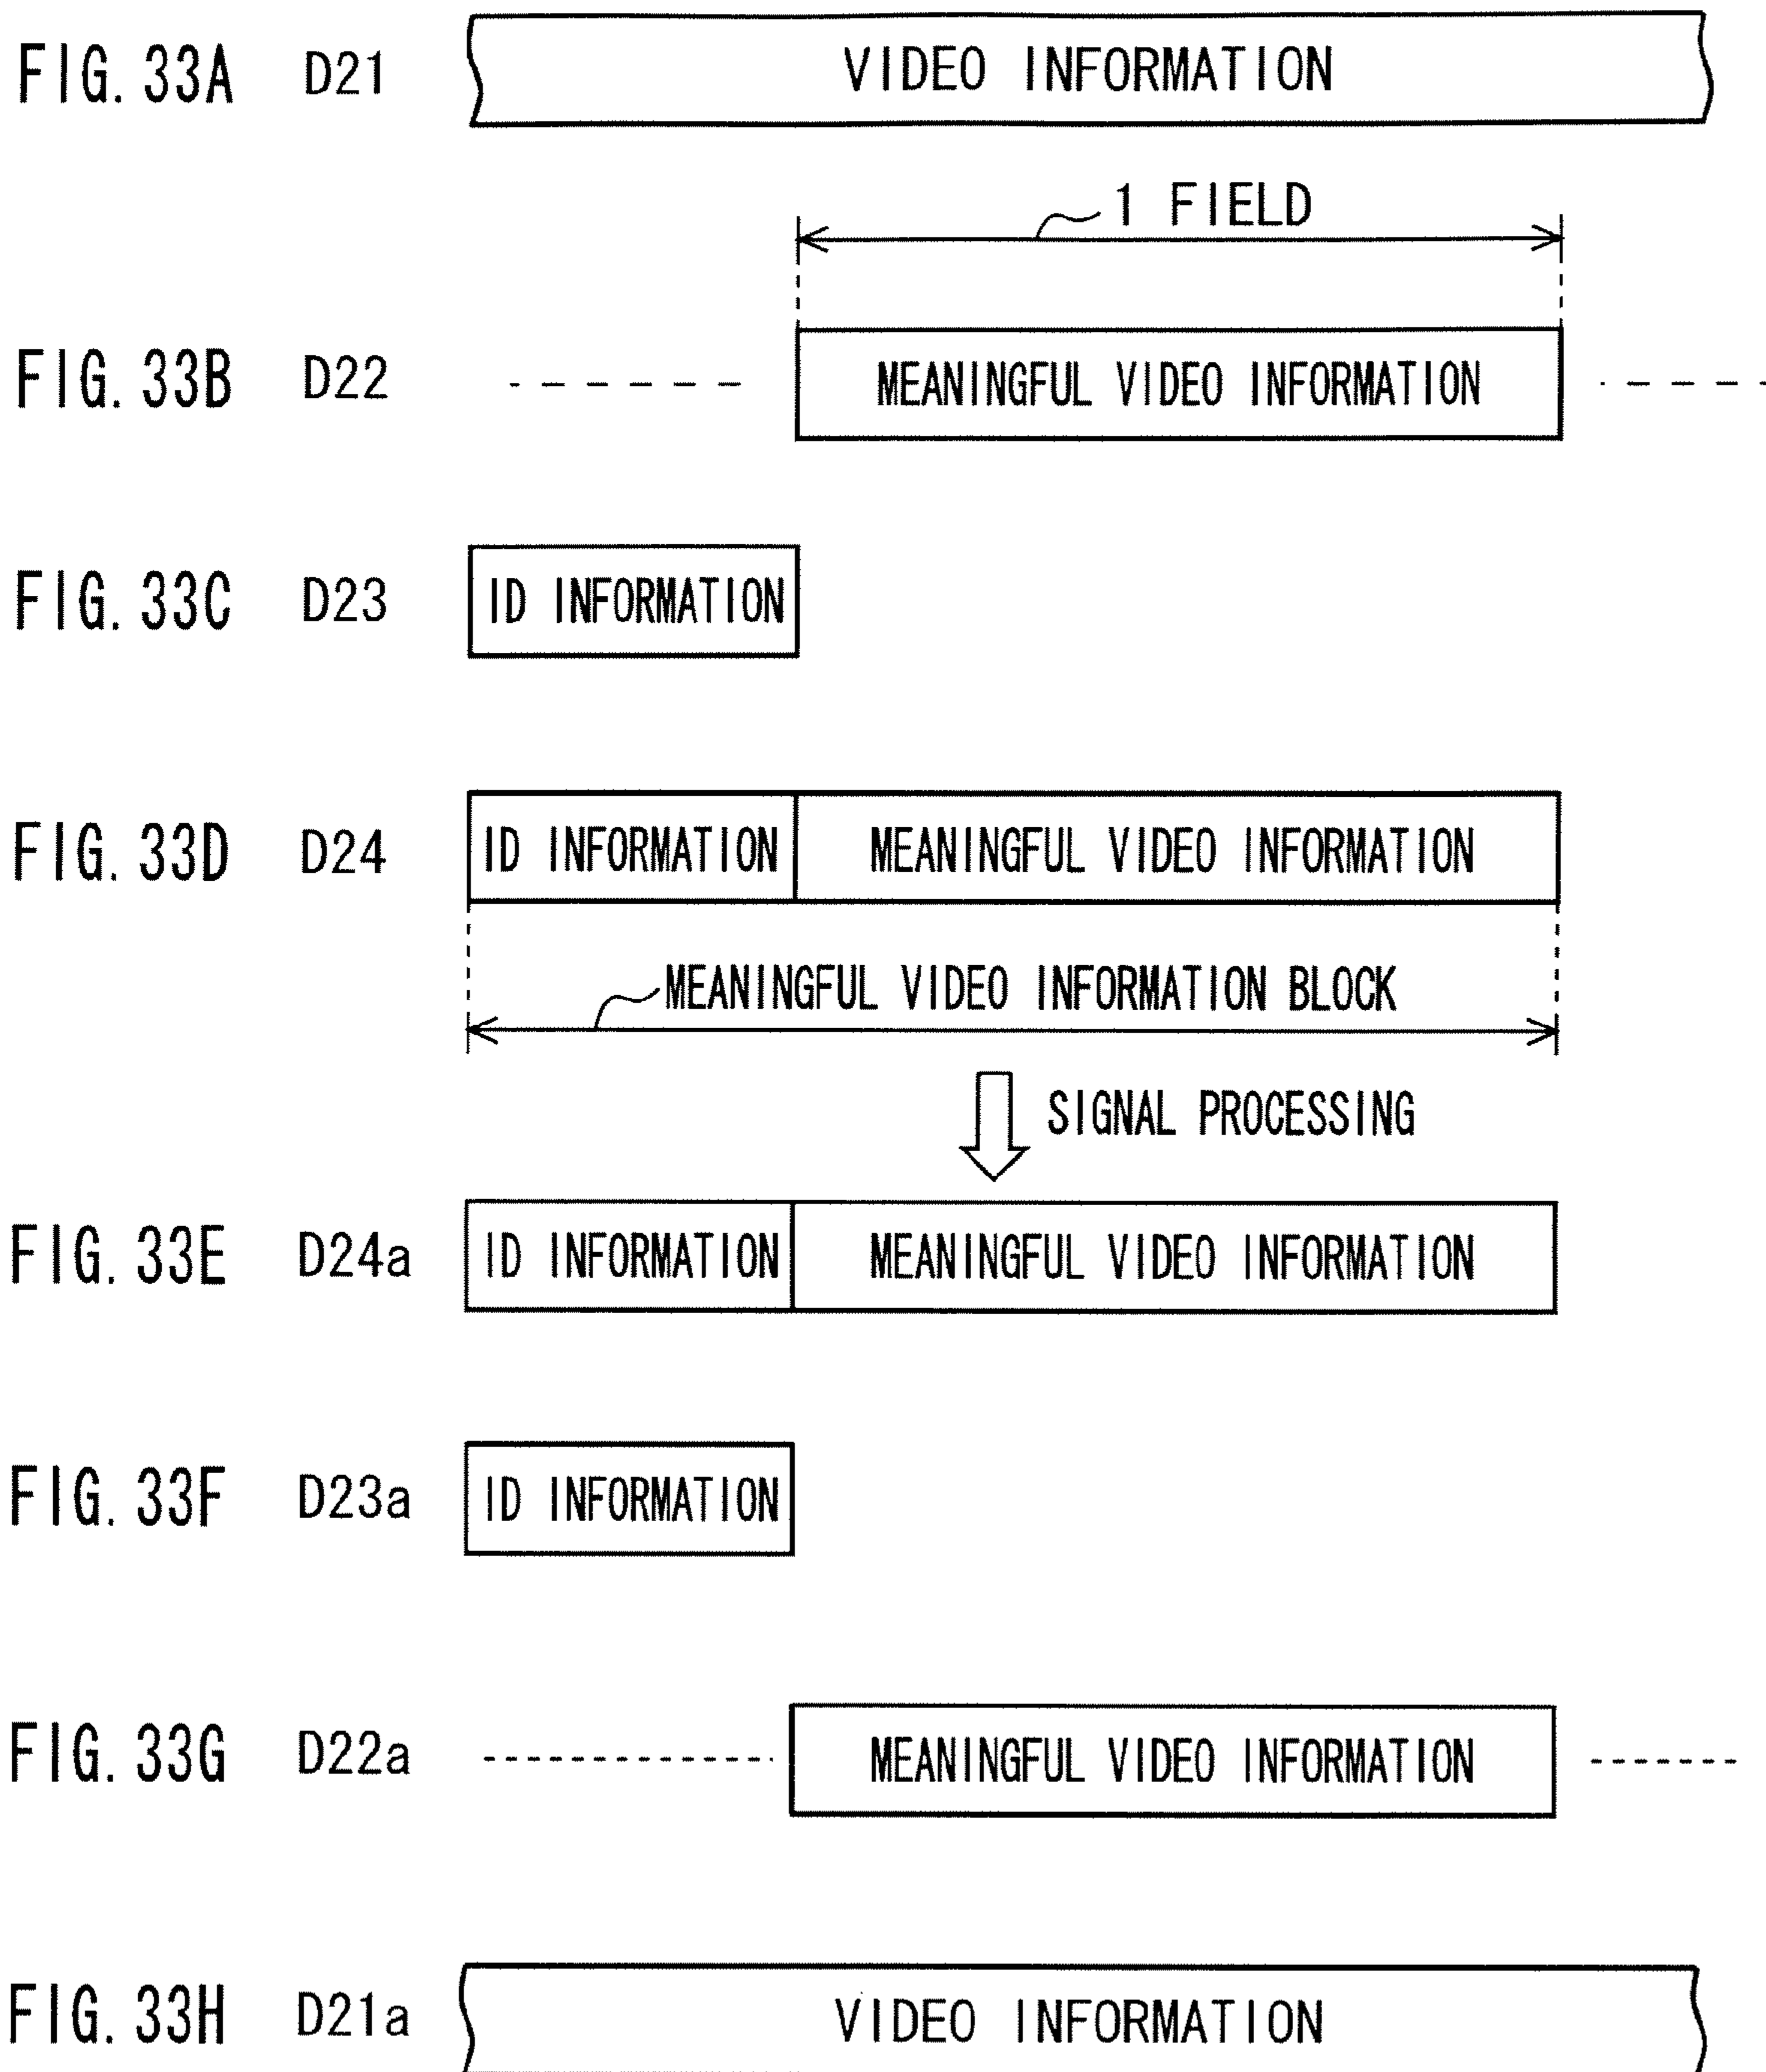 FIG. 33A D21 VIDEO INFORMATION
1 FIELD
FIG. 33B D22 MEANINGFUL VIDEO INFORMATION
FIG. 33C D23 ID INFORMATION
FIG. 33D D24 ID INFORMATION MEANINGFUL VIDEO INFORMATION
MEANINGFUL VIDEO INFORMATION BLOCK
SIGNAL PROCESSING
FIG. 33E D24a ID INFORMATION MEANINGFUL VIDEO INFORMATION
FIG. 33F D23a ID INFORMATION
FIG. 33G D22a MEANINGFUL VIDEO INFORMATION
FIG. 33H D21a VIDEO INFORMATION